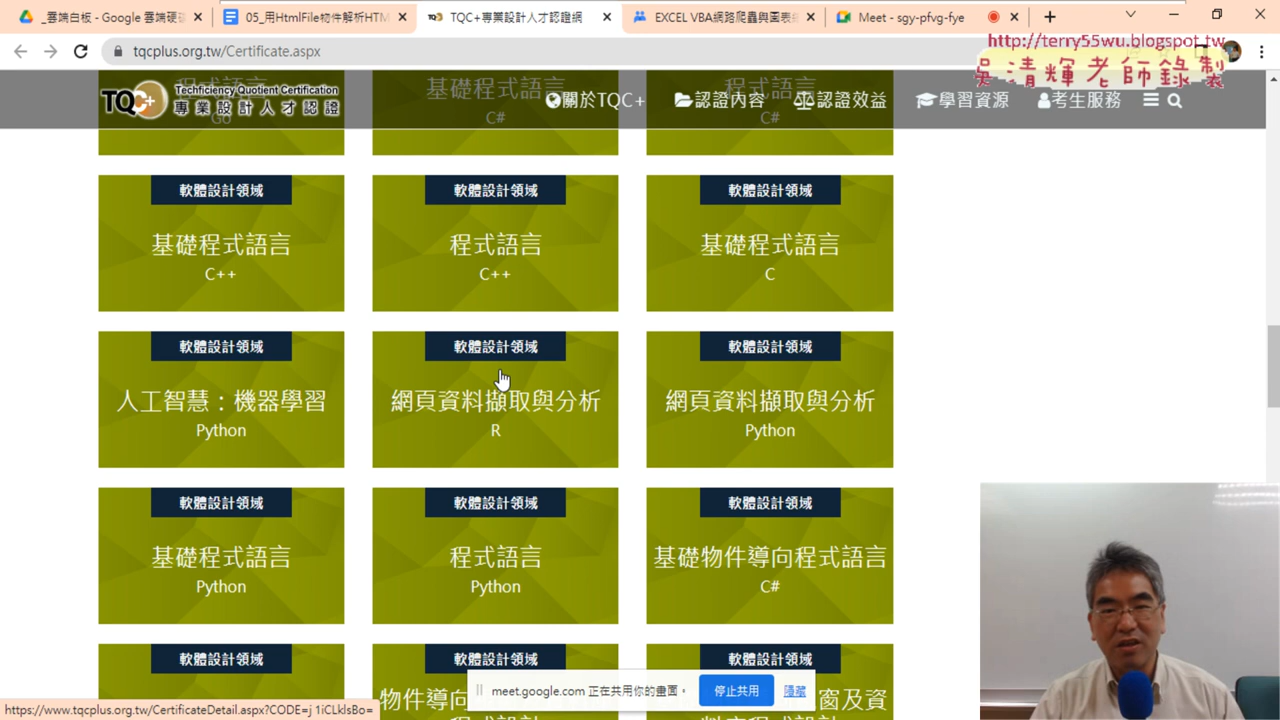 _雲端白板 - Google 雲端硬
05_用HtmlFile物件解析HTM
TQC+專業設計人才認證網
EXCEL VBA網路爬蟲與圖表
Meet - sgy-pfvg-fye
tqcplus.org.tw/Certificate.aspx
http://terry55wu.blogspot.tw
吳清輝老師錄製
TQC+
Techficiency Quotient Certification
專業設計人才認證
關於TQC+
認證內容
認證效益
學習資源
考生服務
程式語言
Go
基礎程式語言
C#
程式語言
C#
軟體設計領域
基礎程式語言
C++
軟體設計領域
程式語言
C++
軟體設計領域
基礎程式語言
C
軟體設計領域
人工智慧：機器學習
Python
軟體設計領域
網頁資料擷取與分析
R
軟體設計領域
網頁資料擷取與分析
Python
軟體設計領域
基礎程式語言
Python
軟體設計領域
程式語言
Python
軟體設計領域
基礎物件導向程式語言
C#
軟體設計領域
軟體設計領域
物件導向
軟體設計領域
窗及資
meet.google.com 正在共用你的畫面。
停止共用
隱藏
https://www.tqcplus.org.tw/CertificateDetail.aspx?CODE=j 1iCLklsBo=